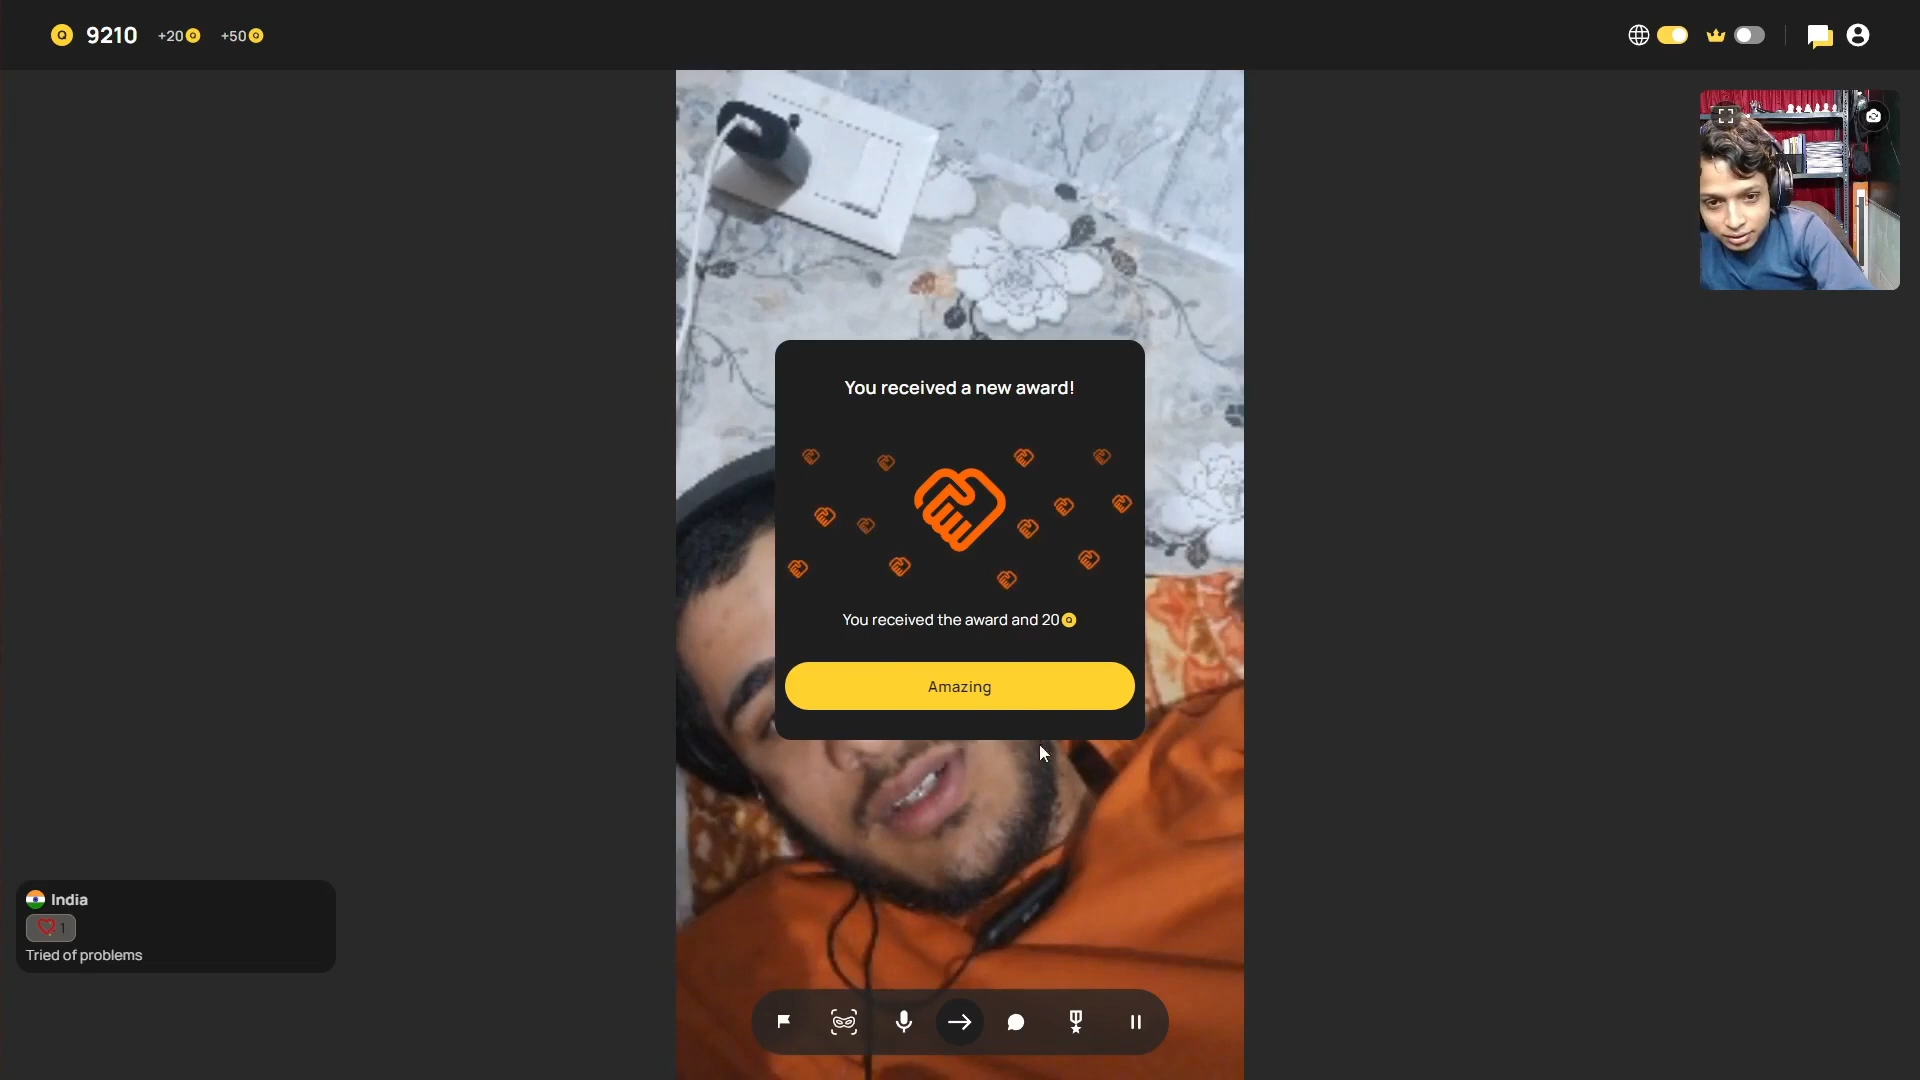 9210 +20 +50
You received a new award!
You received the award and 20
Amazing
India
1
Tried of problems